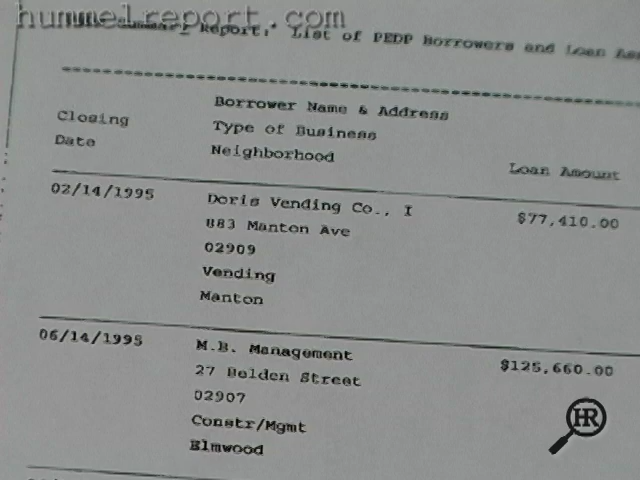 hummelreport.com
Summary Report: List of PEDP Borrowers and Loan
Closing Date
Borrower Name & Address
Type of Business
Neighborhood
Loan Amount
02/14/1995
Doris Vending Co., I
883 Manton Ave
02909
Vending
Manton
$77,410.00
06/14/1995
M.B. Management
27 Belden Street
02907
Constr/Mgmt
Elmwood
$125,660.00
HR